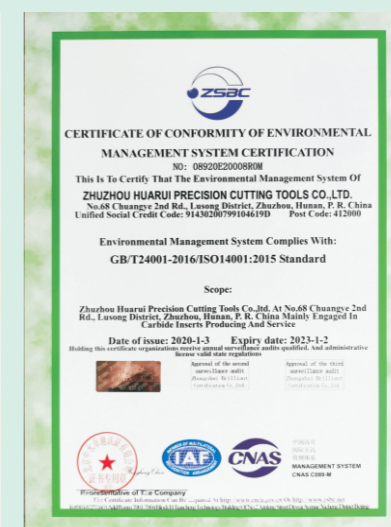 ZSBC
CERTIFICATE OF CONFORMITY OF ENVIRONMENTAL
MANAGEMENT SYSTEM CERTIFICATION
NO: 08920E20008R0M
This Is To Certify That The Environmental Management System Of
ZHUZHOU HUARUI PRECISION CUTTING TOOLS CO.,LTD.
No.68 Changye 2nd Rd., Lusong District, Zhuzhou, Hunan, P. R. China
Unified Social Credit Code: 91430200799104619D Post Code: 412000
Environmental Management System Complies With:
GB/T24001-2016/ISO14001:2015 Standard
Scope:
Zhuzhou Huarui Precision Cutting Tools Co.,ltd. At No.68 Changye 2nd
Rd., Lusong District, Zhuzhou, Hunan, P. R. China Mainly Engaged In
Carbide Inserts Producing And Service
Date of issue: 2020-1-3 Expiry date: 2023-1-2
Holding this certificate organizations receive annual surveillance audits qualified, And administrative
license valid state regulations
Approval of the second
surveillance audit
Approval of the third
surveillance audit
IAF
CNAS
MANAGEMENT SYSTEM
CNAS C089-M
Representative of The Company